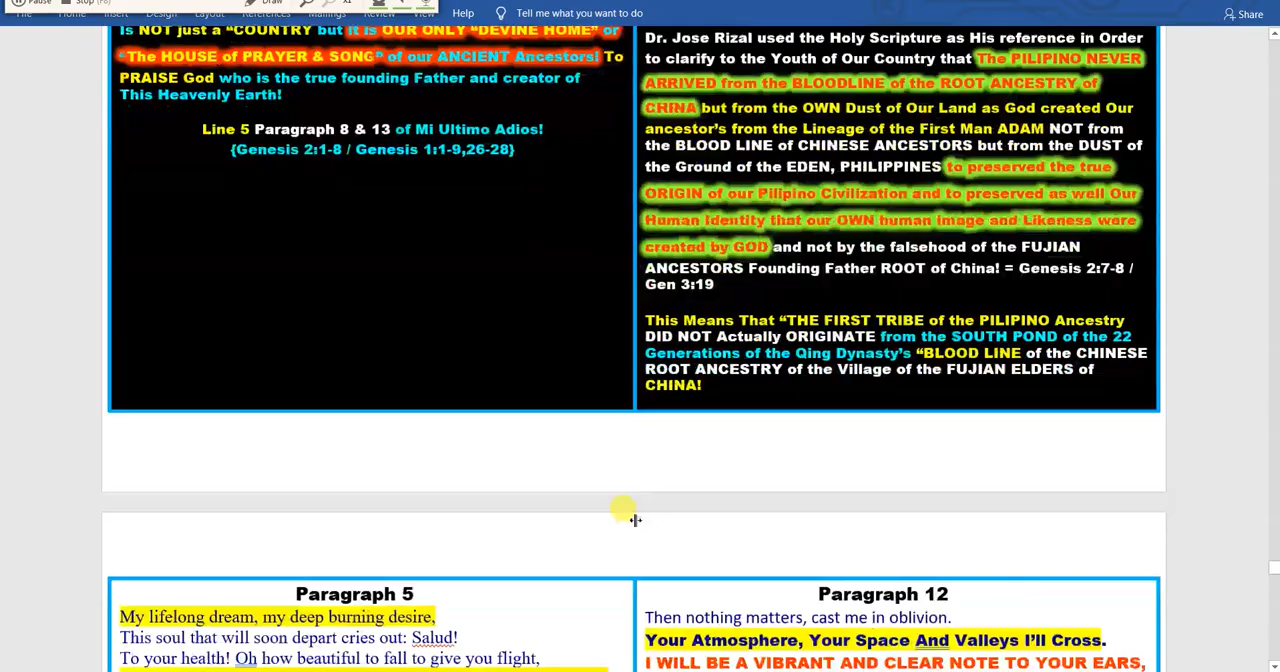 Pause
Stop (F8)
Draw
x1
File Home Insert Design Layout References Mailings Review View Help Tell me what you want to do Share
is NOT just a “COUNTRY but it is OUR ONLY “DEVINE HOME” or
“The HOUSE of PRAYER & SONG” of our ANCIENT Ancestors! To
PRAISE God who is the true founding Father and creator of
This Heavenly Earth!
Line 5 Paragraph 8 & 13 of Mi Ultimo Adios!
{Genesis 2:1-8 / Genesis 1:1-9,26-28}
Dr. Jose Rizal used the Holy Scripture as His reference in Order
to clarify to the Youth of Our Country that The PILIPINO NEVER
ARRIVED from the BLOODLINE of the ROOT ANCESTRY of
CHINA but from the OWN Dust of Our Land as God created Our
ancestor’s from the Lineage of the First Man ADAM NOT from
the BLOOD LINE of CHINESE ANCESTORS but from the DUST of
the Ground of the EDEN, PHILIPPINES to preserved the true
ORIGIN of our Pilipino Civilization and to preserved as well Our
Human Identity that our OWN human image and Likeness were
created by GOD and not by the falsehood of the FUJIAN
ANCESTORS Founding Father ROOT of China! = Genesis 2:7-8 /
Gen 3:19
This Means That “THE FIRST TRIBE of the PILIPINO Ancestry
DID NOT Actually ORIGINATE from the SOUTH POND of the 22
Generations of the Qing Dynasty’s “BLOOD LINE of the CHINESE
ROOT ANCESTRY of the Village of the FUJIAN ELDERS of
CHINA!
Paragraph 5
My lifelong dream, my deep burning desire,
This soul that will soon depart cries out: Salud!
To your health! Oh how beautiful to fall to give you flight,
Paragraph 12
Then nothing matters, cast me in oblivion.
Your Atmosphere, Your Space And Valleys I’ll Cross.
I WILL BE A VIBRANT AND CLEAR NOTE TO YOUR EARS,